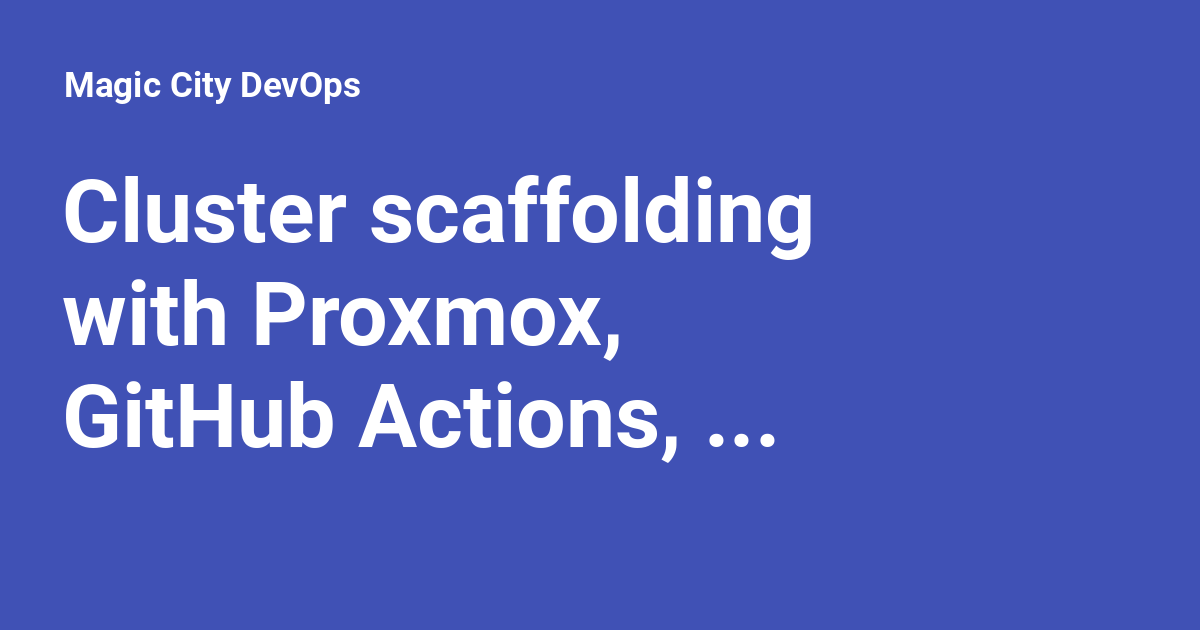 Magic City DevOps
Cluster scaffolding
with Proxmox,
GitHub Actions, ...